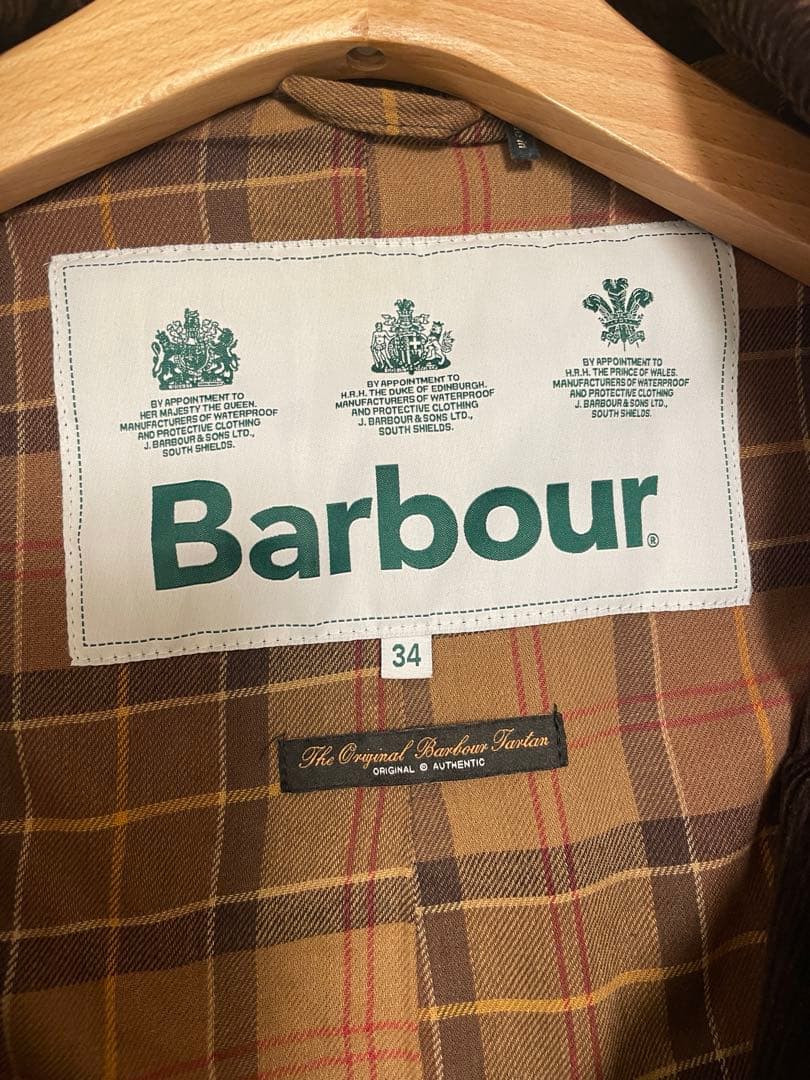 BY APPOINTMENT TO
HER MAJESTY THE QUEEN.
MANUFACTURERS OF WATERPROOF
AND PROTECTIVE CLOTHING
J. BARBOUR & SONS LTD.,
SOUTH SHIELDS.
BY APPOINTMENT TO
H.R.H. THE DUKE OF EDINBURGH.
MANUFACTURERS OF WATERPROOF
AND PROTECTIVE CLOTHING
J. BARBOUR & SONS LTD.,
SOUTH SHIELDS.
BY APPOINTMENT TO
H.R.H. THE PRINCE OF WALES.
MANUFACTURERS OF WATERPROOF
AND PROTECTIVE CLOTHING
J. BARBOUR & SONS LTD.,
SOUTH SHIELDS.
Barbour®
34
The Original Barbour Tartan
ORIGINAL © AUTHENTIC